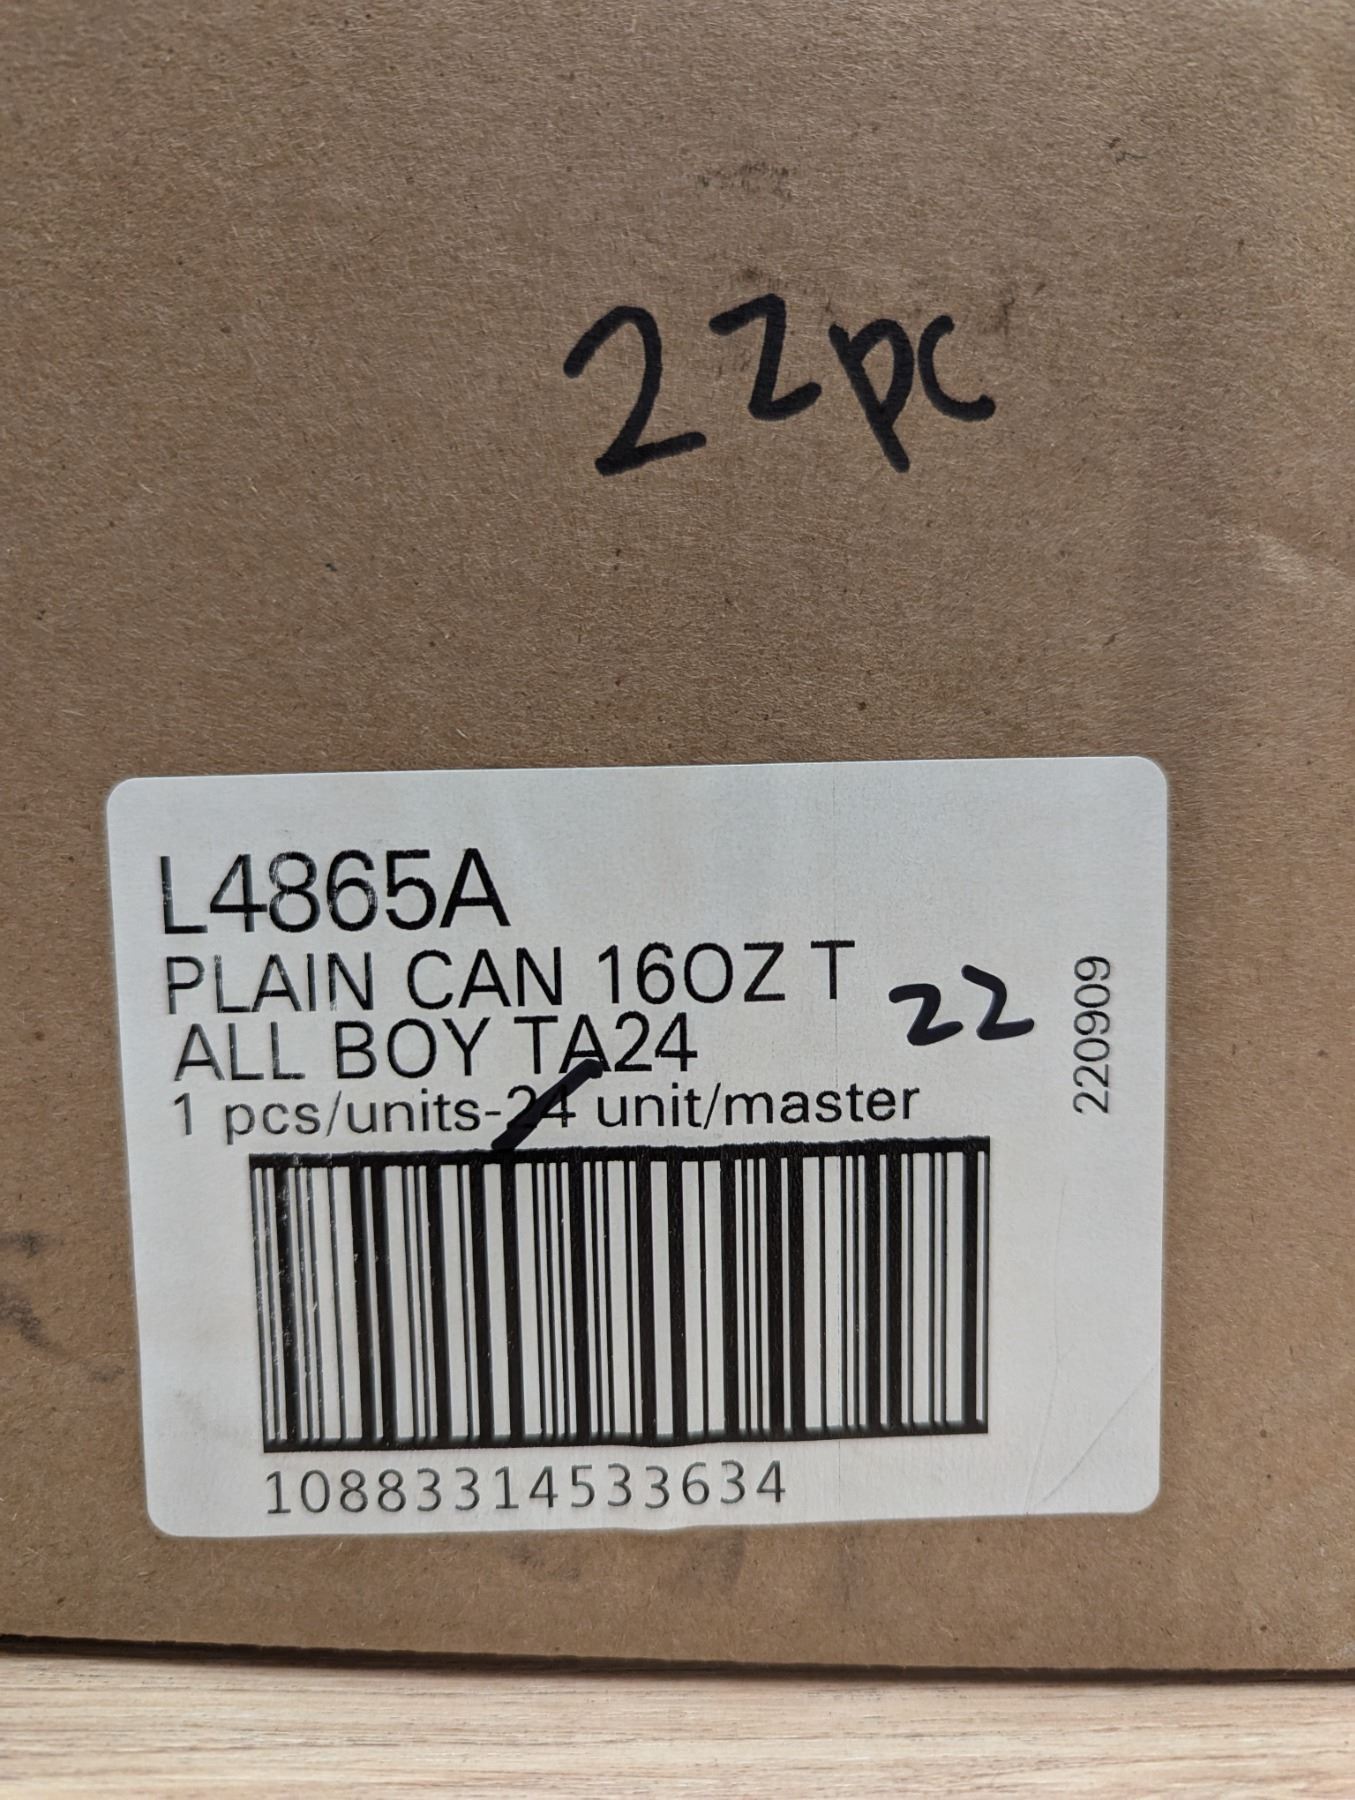 22pc
L4865A
PLAIN CAN 16OZ T
ALL BOY TA24
22
1 pcs/units-24 unit/master
220909
10883314533634